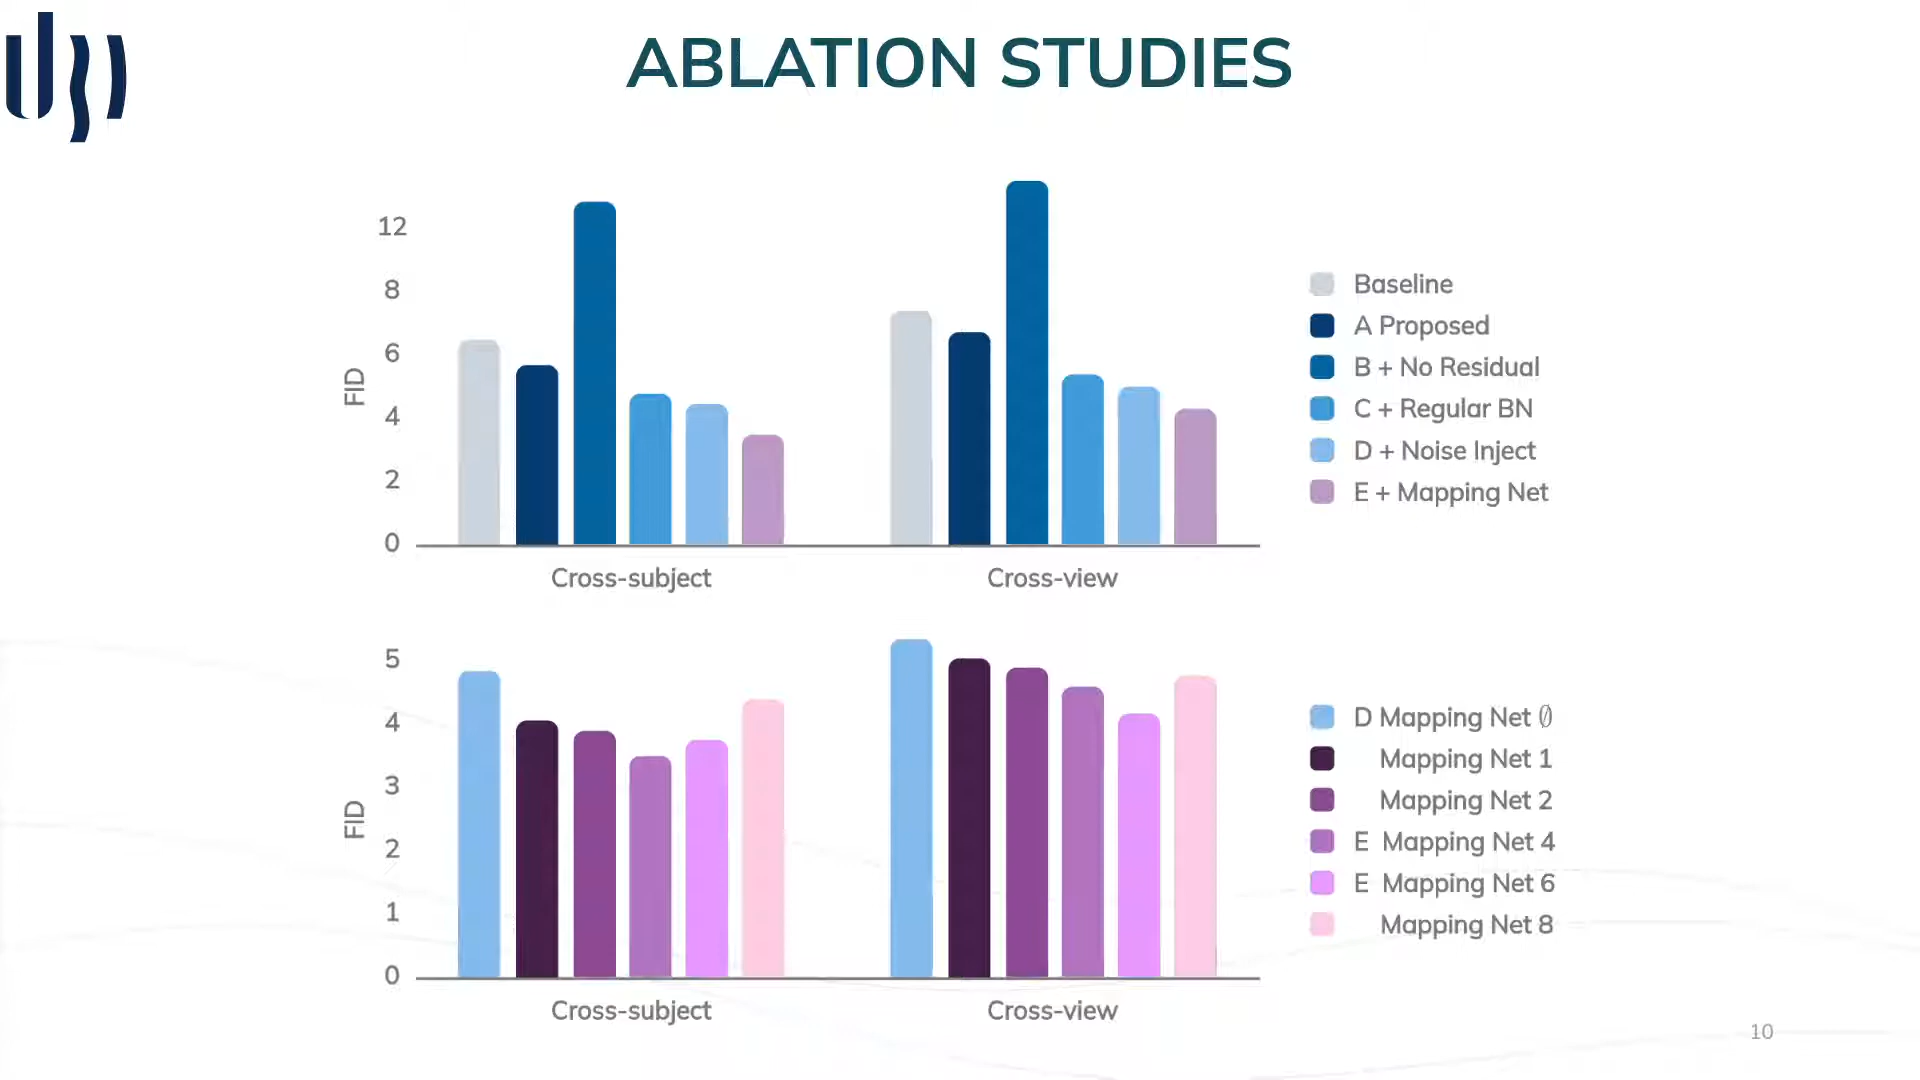 ABLATION STUDIES
12
8
6
4
2
0
FID
Cross-subject
Cross-view
Baseline
A Proposed
B + No Residual
C + Regular BN
D + Noise Inject
E + Mapping Net
5
4
3
2
1
0
FID
Cross-subject
Cross-view
D Mapping Net ∅
Mapping Net 1
Mapping Net 2
E Mapping Net 4
E Mapping Net 6
Mapping Net 8
10